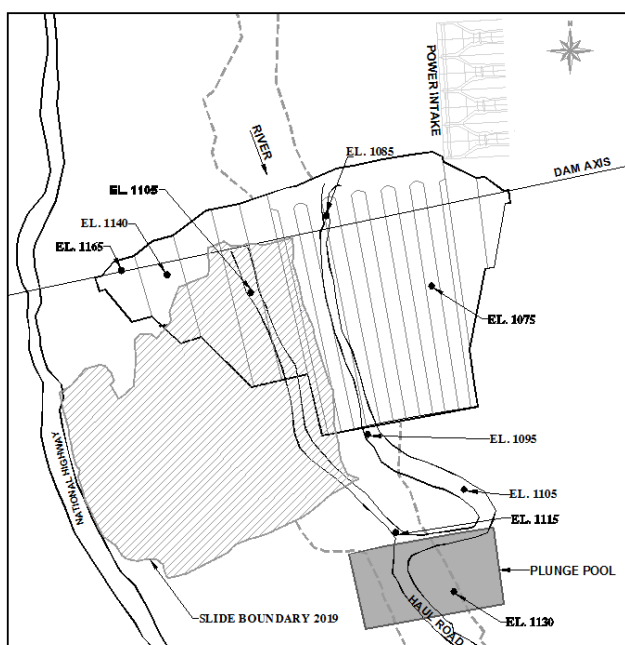 N
POWER INTAKE
RIVER
EL. 1085
DAM AXIS
EL. 1105
EL. 1140
EL. 1165
EL. 1075
EL. 1095
EL. 1105
EL. 1115
NATIONAL HIGHWAY
PLUNGE POOL
SLIDE BOUNDARY 2019
HAUL ROAD
EL. 1130